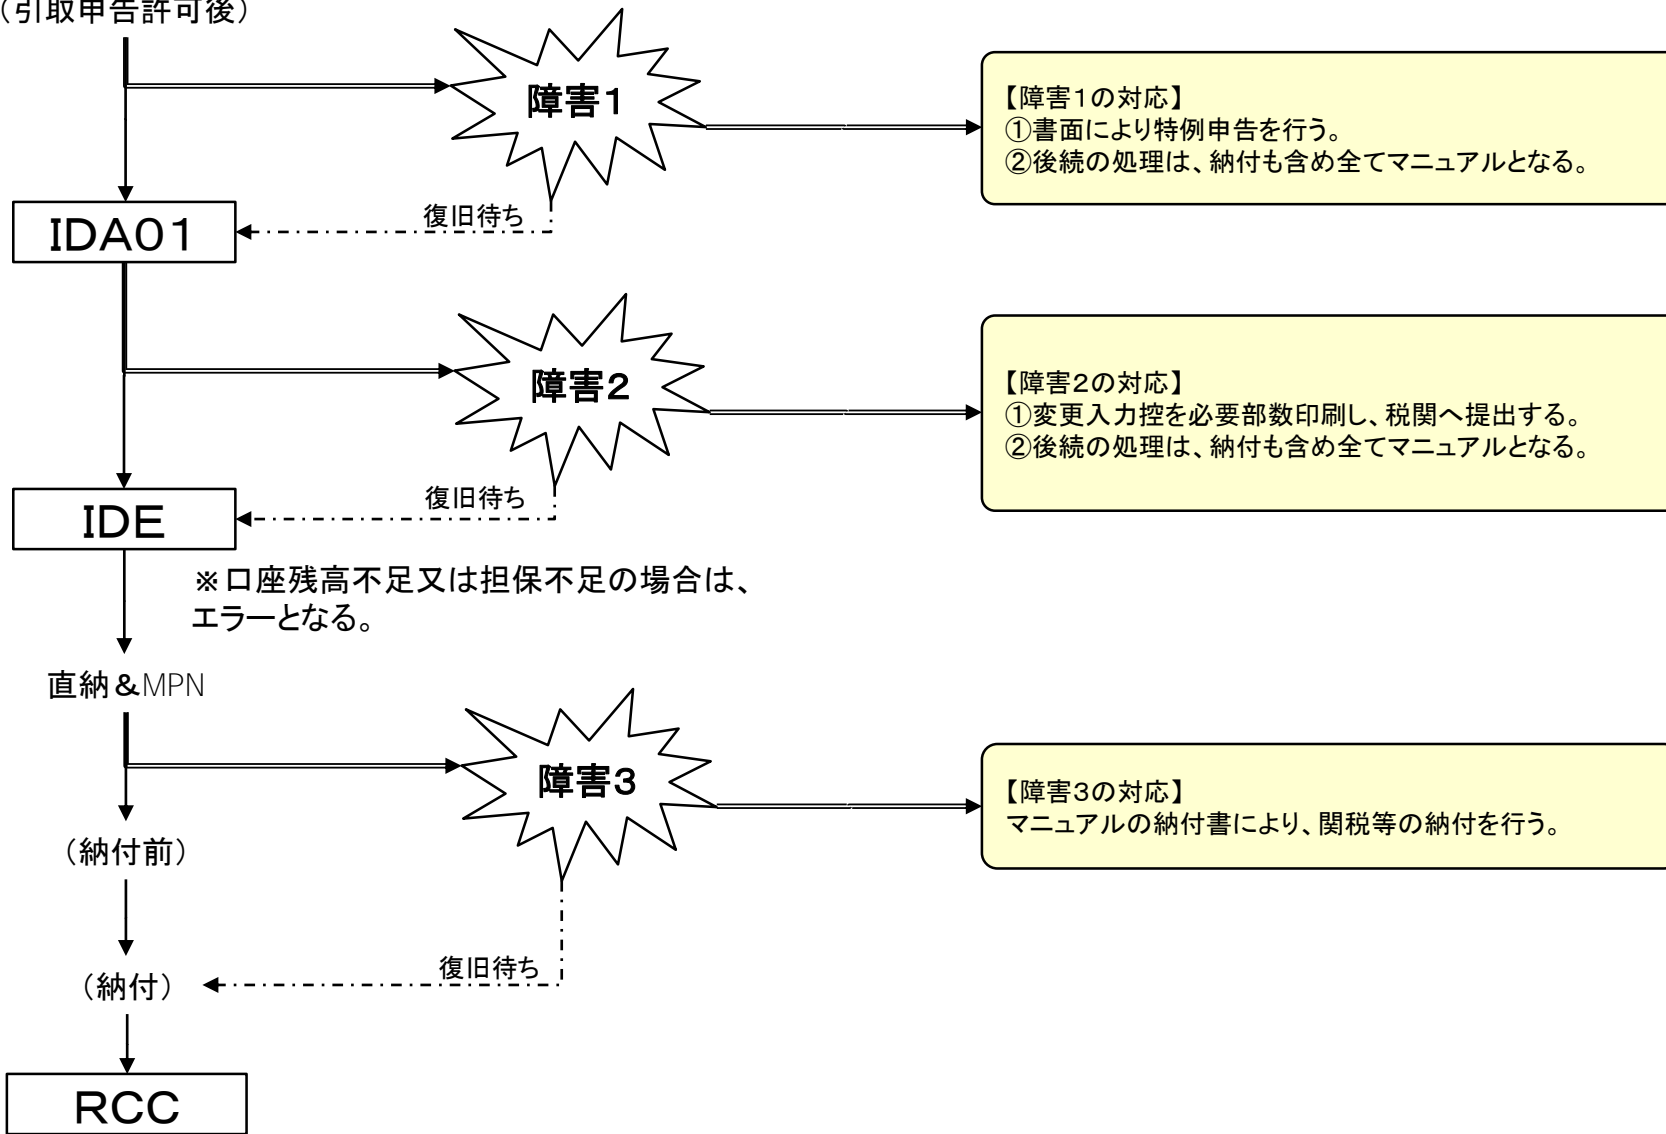 （引取申告許可後）
障害１
【障害１の対応】
①書面により特例申告を行う。
②後続の処理は、納付も含め全てマニュアルとなる。
復旧待ち
ＩＤＡ０１
障害２
【障害２の対応】
①変更入力控を必要部数印刷し、税関へ提出する。
②後続の処理は、納付も含め全てマニュアルとなる。
復旧待ち
ＩＤＥ
※口座残高不足又は担保不足の場合は、
エラーとなる。
直納＆MPN
障害３
【障害３の対応】
マニュアルの納付書により、関税等の納付を行う。
（納付前）
復旧待ち
（納付）
ＲＣＣ